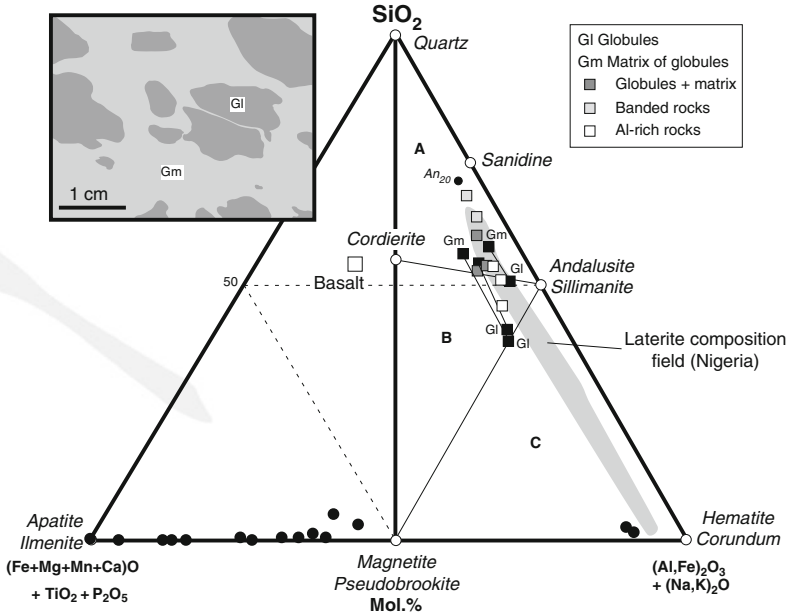 SiO2
Quartz
Gl Globules
Gm Matrix of globules
Globules + matrix
Banded rocks
Al-rich rocks
Gl
Gm
1 cm
A
Sanidine
An20
Cordierite
Gm
Gm
Gl
Andalusite
Sillimanite
Basalt
50
B
Gl
Gl
Laterite composition
field (Nigeria)
C
Apatite
Ilmenite
(Fe+Mg+Mn+Ca)O
+ TiO2 + P2O5
Magnetite
Pseudobrookite
Mol.%
Hematite
Corundum
(Al,Fe)2O3
+ (Na,K)2O